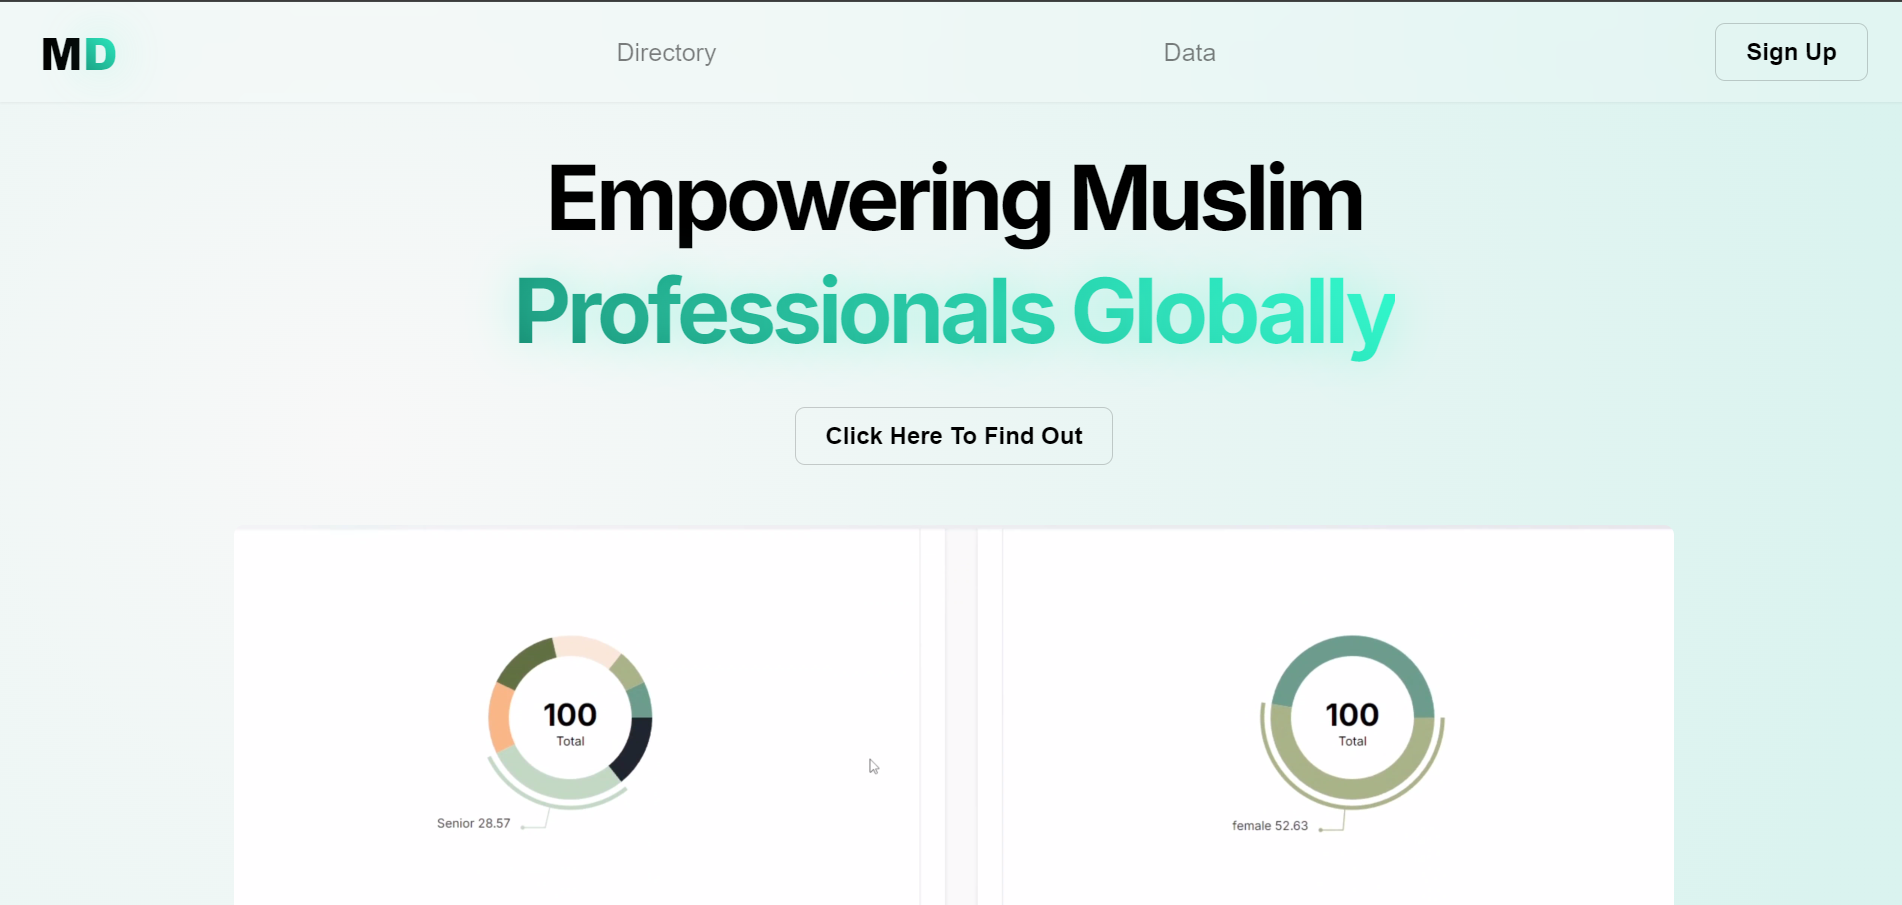 MD
Directory
Data
Sign Up
Empowering Muslim
Professionals Globally
Click Here To Find Out
100
Total
Senior 28.57
100
Total
female 52.63